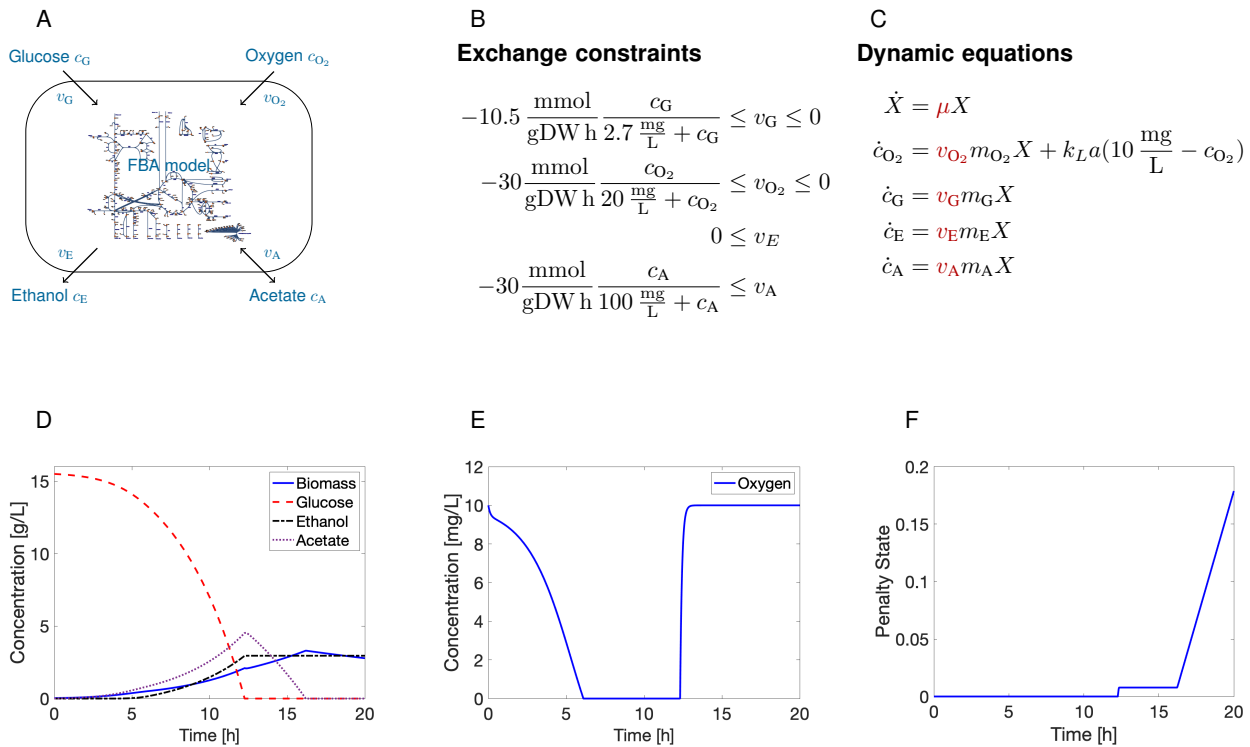 A
Glucose c_G
Oxygen c_O₂
v_G
v_O₂
FBA model
v_E
v_A
Ethanol c_E
Acetate c_A
B
Exchange constraints
−10.5 mmol/(gDW h) c_G/(2.7 mg/L + c_G) ≤ v_G ≤ 0
−30 mmol/(gDW h) c_O₂/(20 mg/L + c_O₂) ≤ v_O₂ ≤ 0
0 ≤ v_E
−30 mmol/(gDW h) c_A/(100 mg/L + c_A) ≤ v_A
C
Dynamic equations
Ẋ = μX
ċ_O₂ = v_O₂ m_O₂ X + k_L a(10 mg/L − c_O₂)
ċ_G = v_G m_G X
ċ_E = v_E m_E X
ċ_A = v_A m_A X
D
Concentration [g/L]
15
10
5
0
Biomass
Glucose
Ethanol
Acetate
0 5 10 15 20
Time [h]
E
Concentration [mg/L]
12
10
8
6
4
2
0
Oxygen
0 5 10 15 20
Time [h]
F
Penalty State
0.2
0.15
0.1
0.05
0
0 5 10 15 20
Time [h]